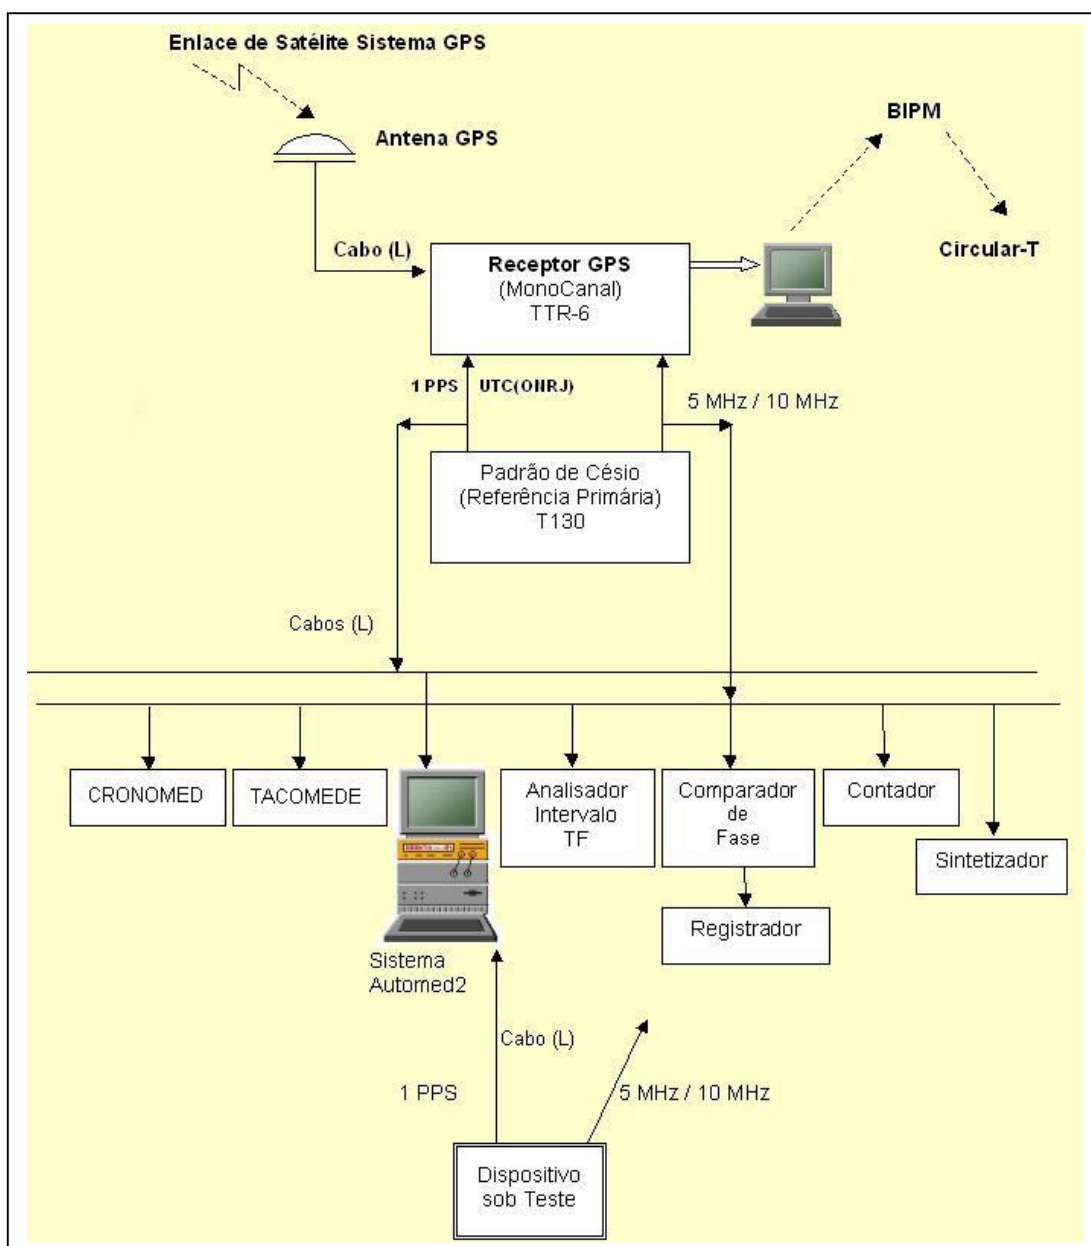 Enlace de Satélite Sistema GPS
Antena GPS
BIPM
Cabo (L)
Circular-T
Receptor GPS
(MonoCanal)
TTR-6
1 PPS UTC(ONRJ)
5 MHz / 10 MHz
Padrão de Césio
(Referência Primária)
T130
Cabos (L)
CRONOMED
TACOMEDE
Analisador
Intervalo
TF
Comparador
de
Fase
Contador
Sintetizador
Registrador
Sistema
Automed2
Cabo (L)
1 PPS
5 MHz / 10 MHz
Dispositivo
sob Teste